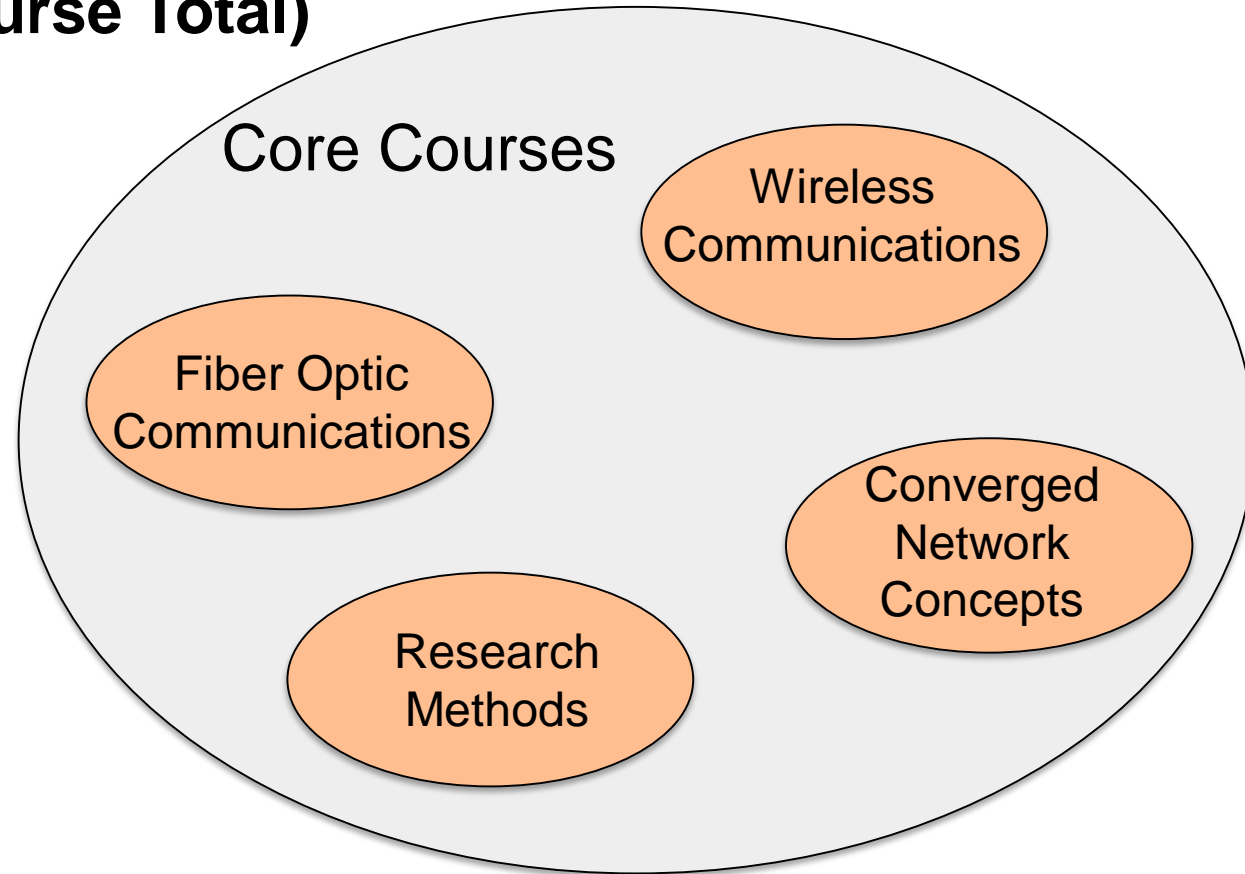 urse Total)
Core Courses
Wireless
Communications
Fiber Optic
Communications
Converged
Network
Concepts
Research
Methods